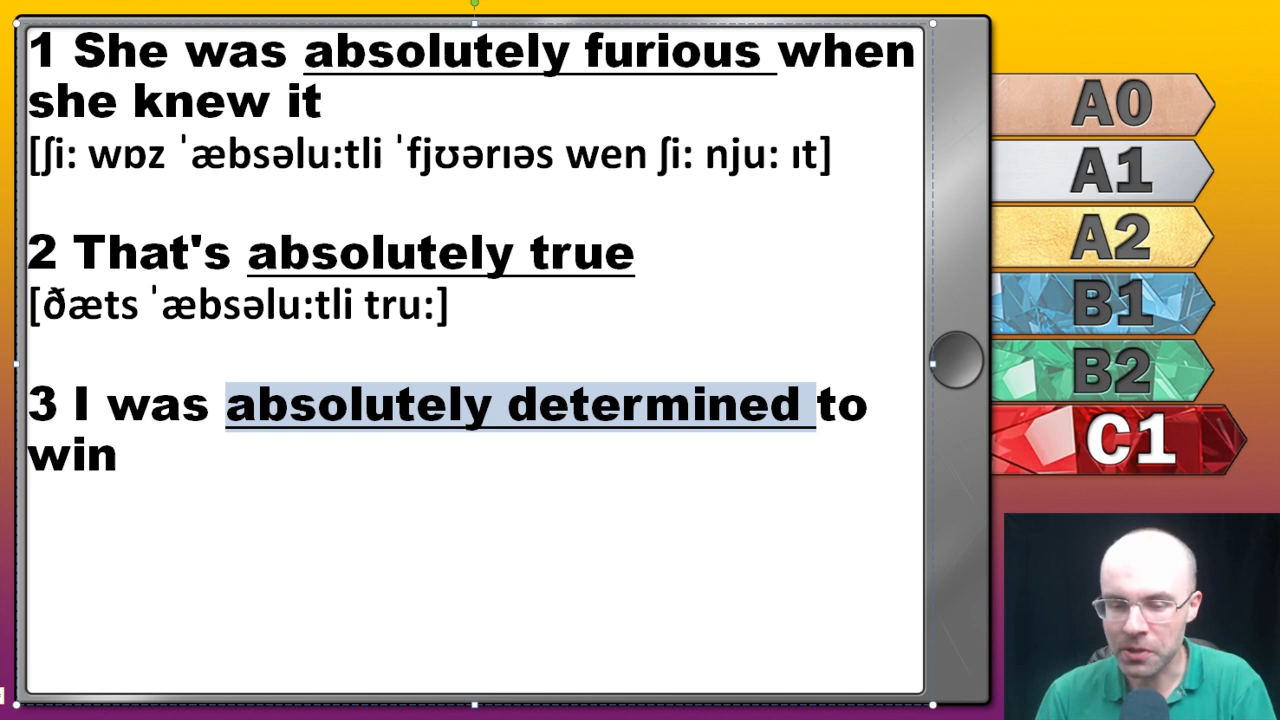 1 She was absolutely furious when
she knew it
[ʃi: wɒz ˈæbsəlu:tli ˈfjʊərɪəs wen ʃi: nju: ɪt]
2 That's absolutely true
[ðæts ˈæbsəlu:tli tru:]
3 I was absolutely determined to
win
A0
A1
A2
B1
B2
C1